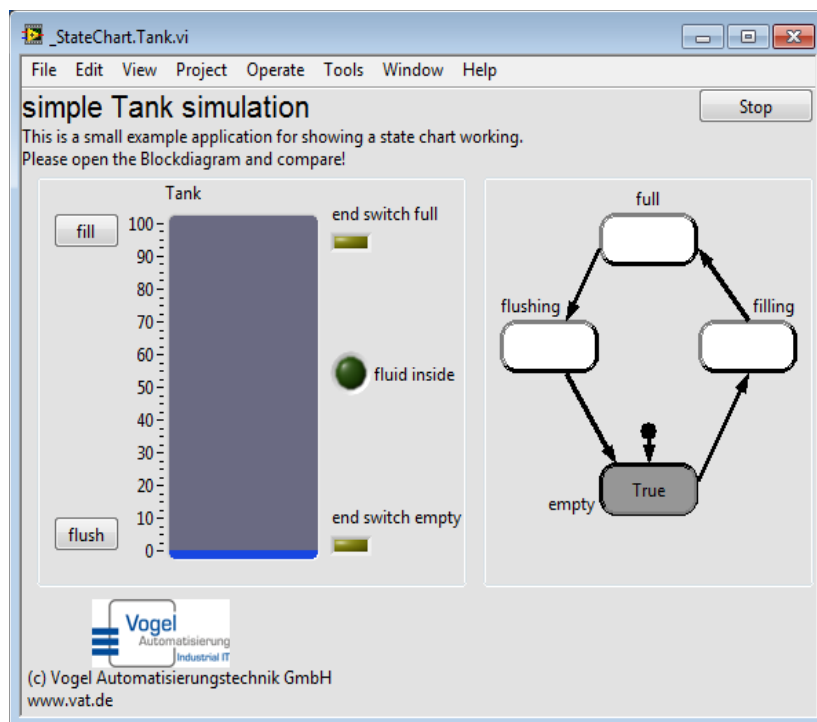 _StateChart.Tank.vi
File Edit View Project Operate Tools Window Help
simple Tank simulation
Stop
This is a small example application for showing a state chart working.
Please open the Blockdiagram and compare!
Tank
fill
100
90
80
70
60
50
40
30
20
10
0
flush
end switch full
fluid inside
end switch empty
full
flushing
filling
empty
True
Vogel
Automatisierung
Industrial IT
(c) Vogel Automatisierungstechnik GmbH
www.vat.de